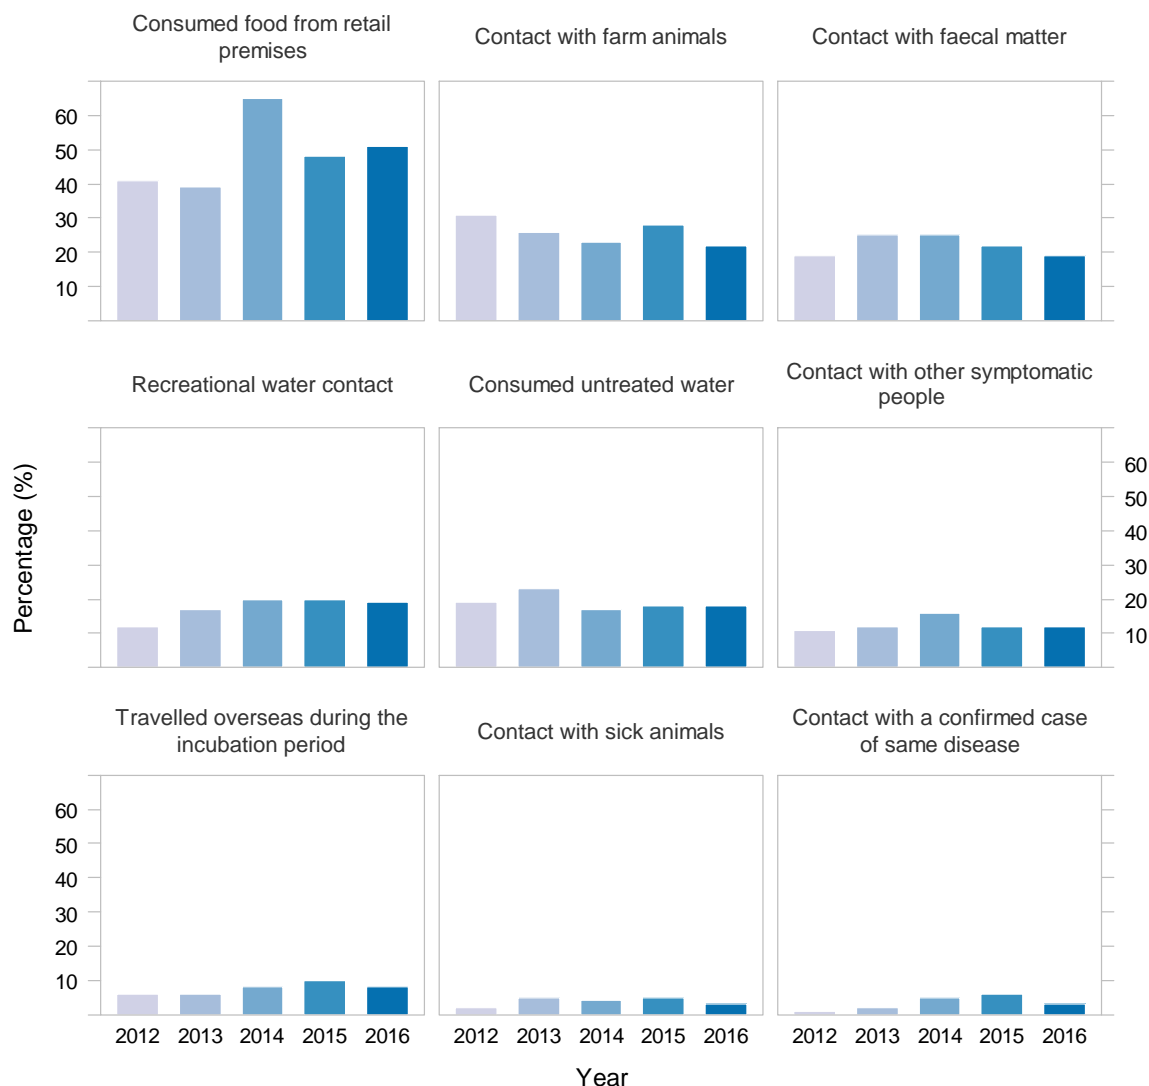 Consumed food from retail
premises
Contact with farm animals
Contact with faecal matter
60
50
40
30
20
10
Recreational water contact
Consumed untreated water
Contact with other symptomatic
people
Percentage (%)
60
50
40
30
20
10
Travelled overseas during the
incubation period
Contact with sick animals
Contact with a confirmed case
of same disease
60
50
40
30
20
10
2012 2013 2014 2015 2016
2012 2013 2014 2015 2016
2012 2013 2014 2015 2016
Year